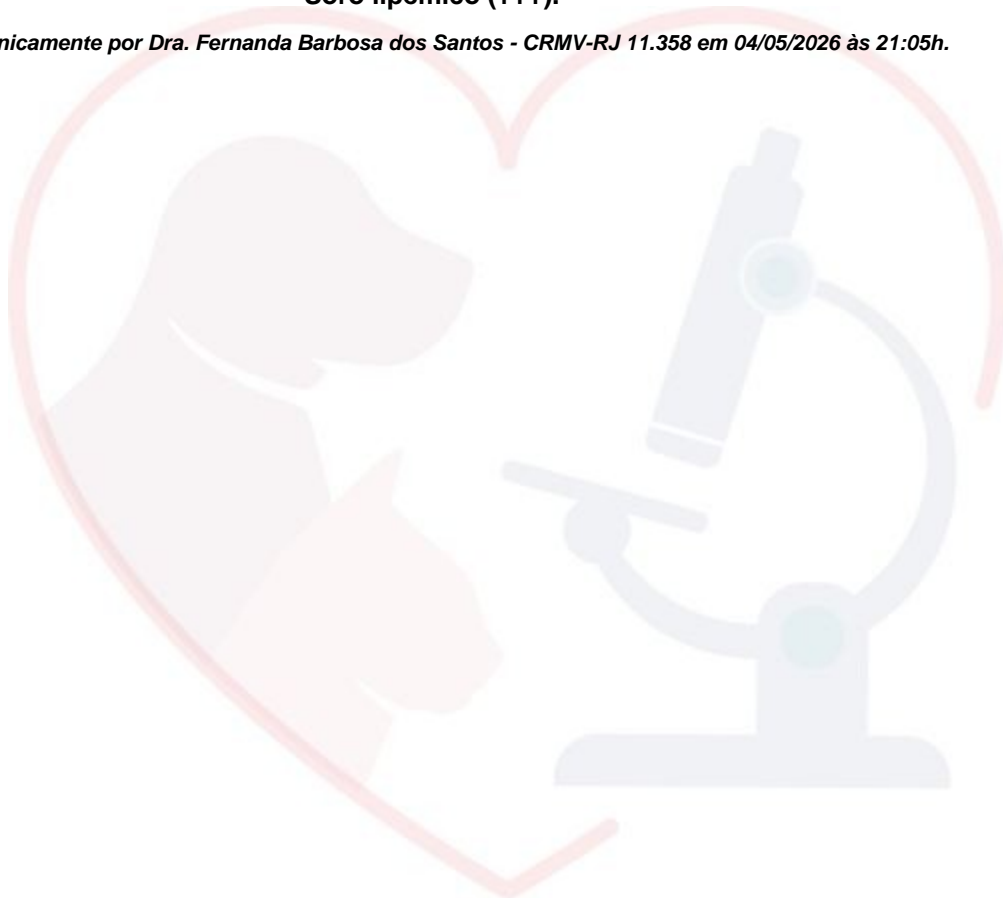 Soro lipêmico (+++).
nicamente por Dra. Fernanda Barbosa dos Santos - CRMV-RJ 11.358 em 04/05/2026 às 21:05h.